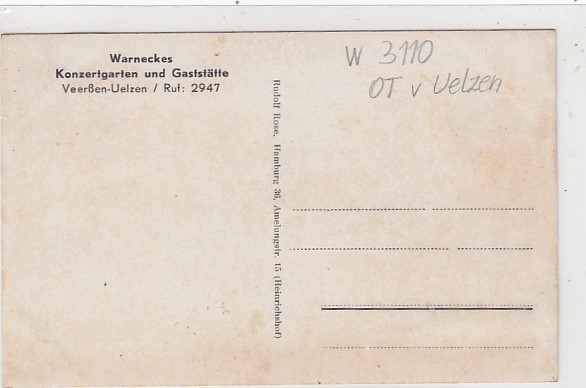 Warneckes
Konzertgarten und Gaststätte
Veerßen-Uelzen / Ruf: 2947
Rudolf Rose, Hamburg 36, Amelungstr. 15 (Heinrichshof)
W 3110
OT v Uelzen